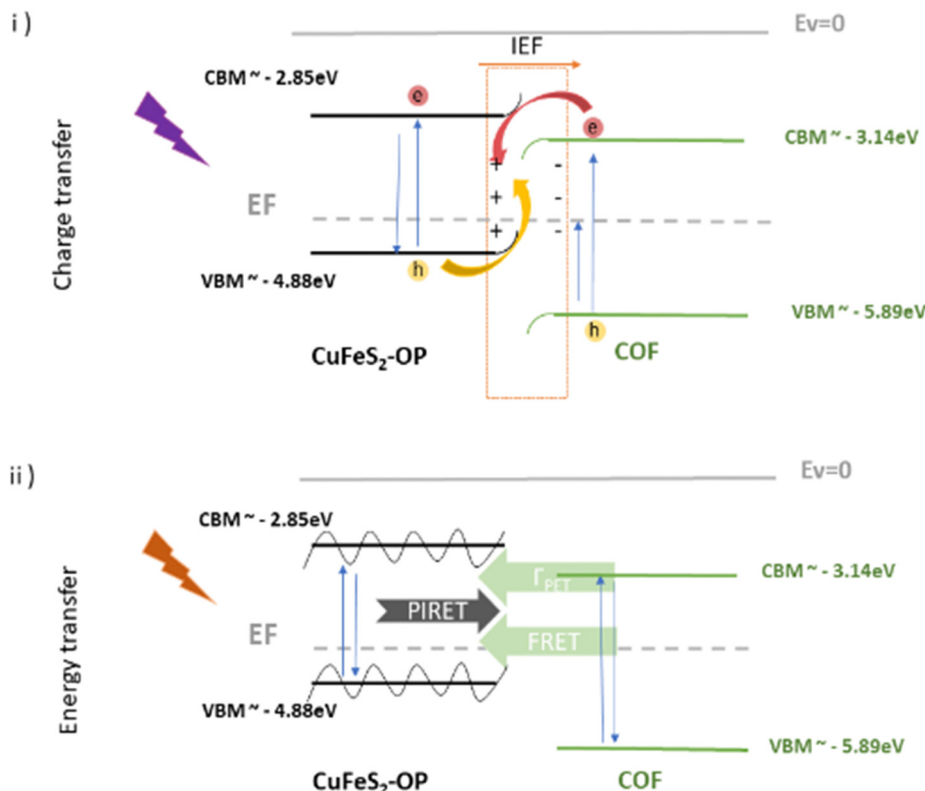 i )
Ev=0
IEF
CBM ~ - 2.85eV
e
e
CBM ~ - 3.14eV
Charge transfer
+ -
EF
+ -
+ -
VBM ~ - 4.88eV
h
VBM ~ - 5.89eV
h
CuFeS₂-OP
COF
ii )
Ev=0
CBM ~ - 2.85eV
CBM ~ - 3.14eV
Γ_PET
PIRET
Energy transfer
EF
FRET
VBM ~ - 4.88eV
VBM ~ - 5.89eV
CuFeS₂-OP
COF